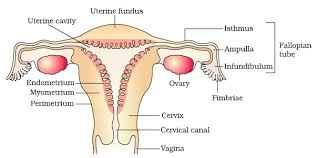 Uterine fundus
Uterine cavity
Isthmus
Ampulla
Fallopian
tube
Infundibulum
Endometrium
Ovary
Myometrium
Fimbriae
Perimetrium
Cervix
Cervical canal
Vagina